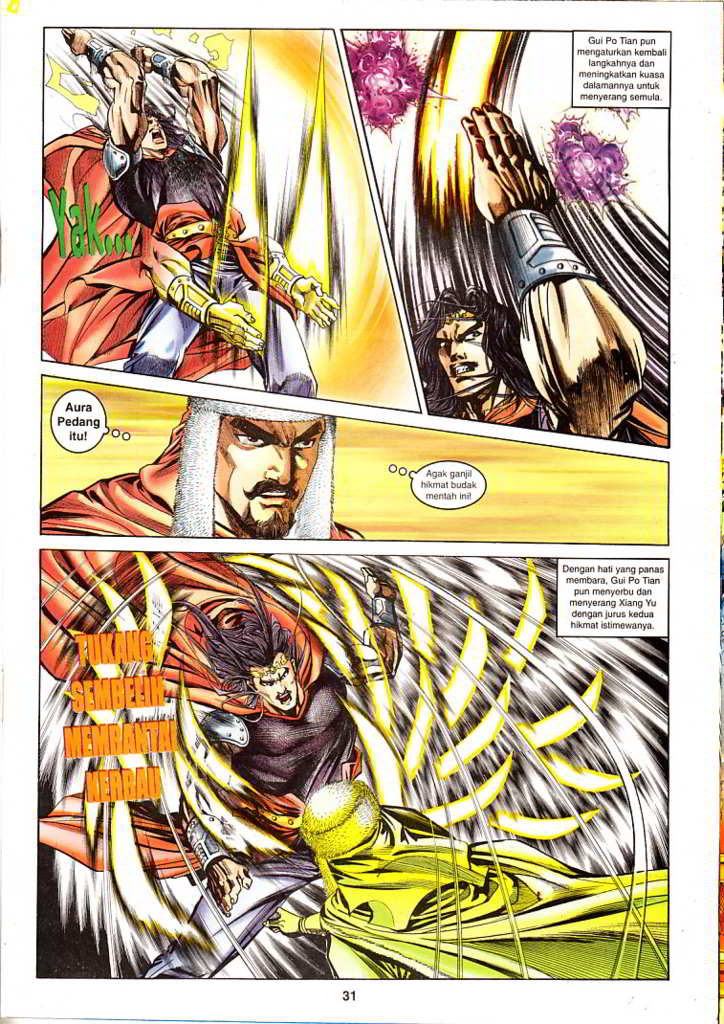 Yak...
Gui Po Tian pun
mengaturkan kembali
langkahnya dan
meningkatkan kuasa
dalamannya untuk
menyerang semula.
Aura
Pedang
itu!
Agak ganjil
hikmat budak
mentah ini!
Dengan hati yang panas
membara, Gui Po Tian
pun menyerbu dan
menyerang Xiang Yu
dengan jurus kedua
hikmat istimewanya.
TUKANG
SEMBELIH
MEMBANTAI
KERBAU
31